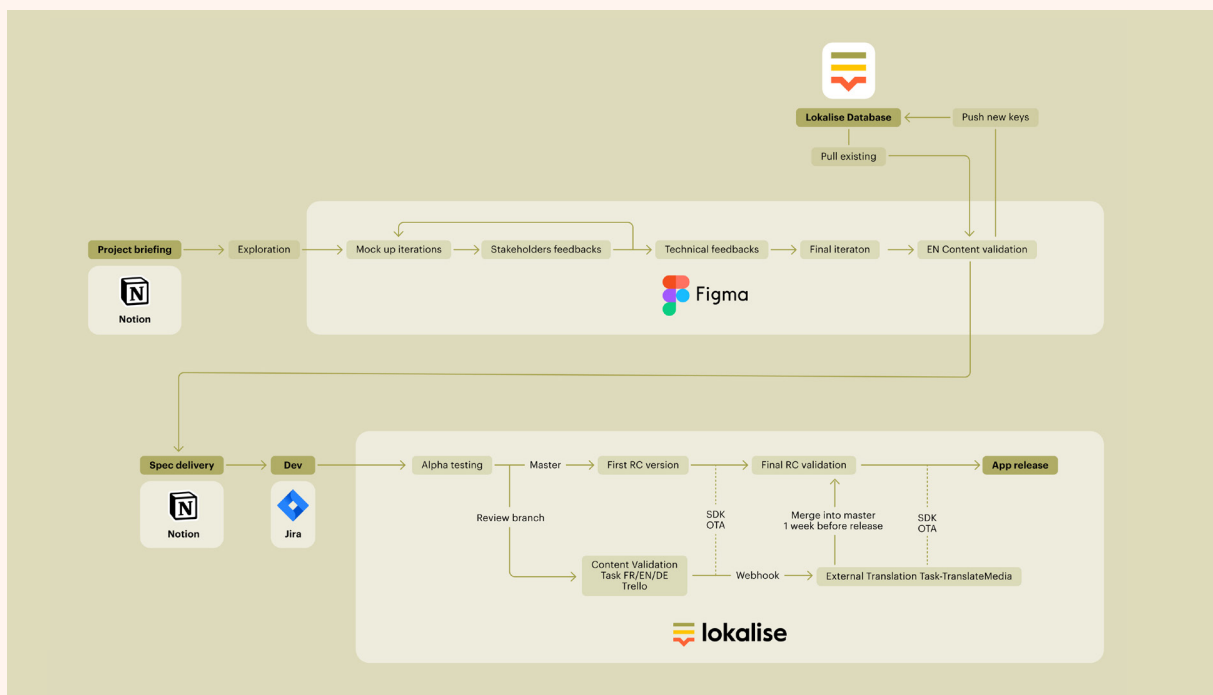 Lokalise Database
Push new keys
Pull existing
Project briefing
Exploration
Mock up iterations
Stakeholders feedbacks
Technical feedbacks
Final iteraton
EN Content validation
Notion
Figma
Spec delivery
Dev
Alpha testing
Master
First RC version
Final RC validation
App release
Notion
Jira
Review branch
SDK
OTA
Merge into master
1 week before release
SDK
OTA
Content Validation
Task FR/EN/DE
Trello
Webhook
External Translation Task-TranslateMedia
lokalise